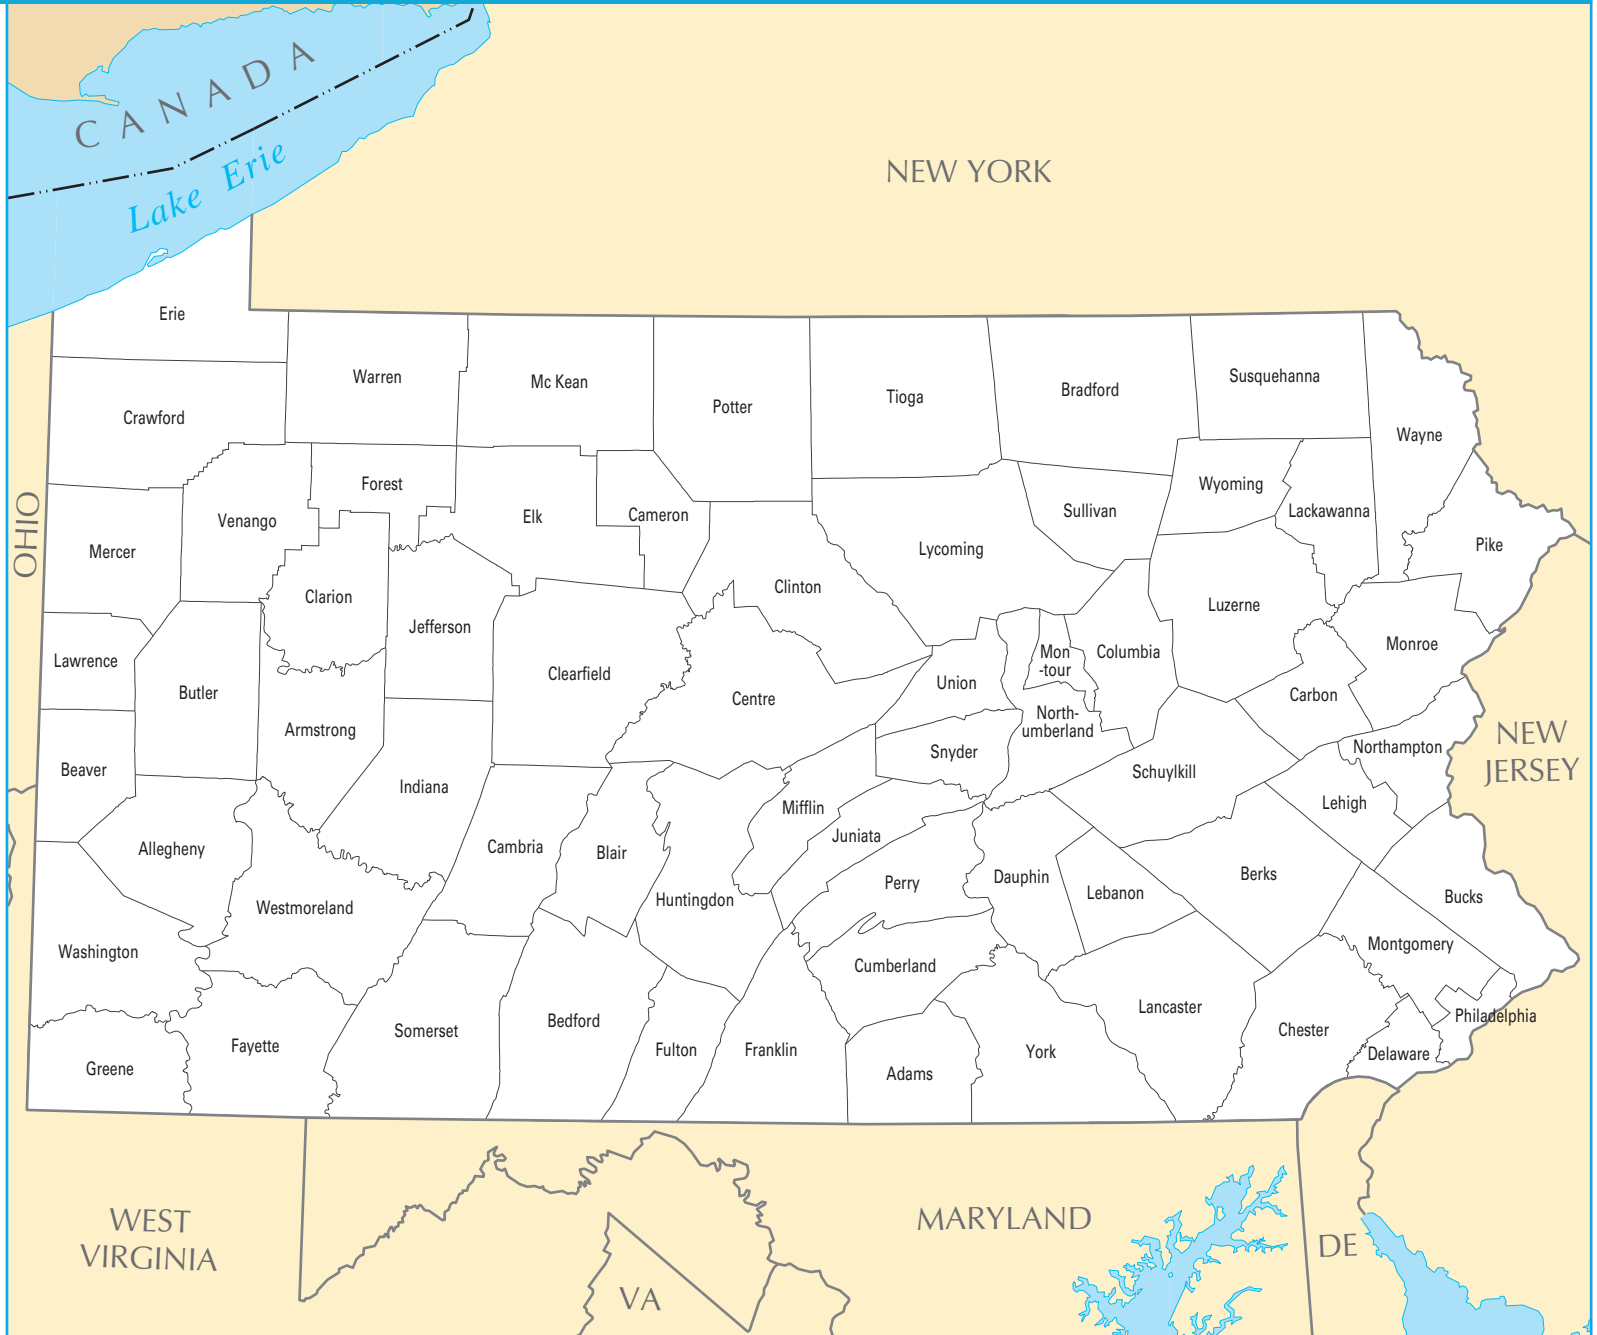 CANADA
Lake Erie
NEW YORK
Erie
Warren
Mc Kean
Potter
Tioga
Bradford
Susquehanna
Wayne
Crawford
Forest
Elk
Cameron
Wyoming
Lackawanna
Sullivan
Lycoming
Venango
Mercer
OHIO
Pike
Clarion
Jefferson
Clinton
Luzerne
Monroe
Lawrence
Butler
Clearfield
Centre
Union
Mon
-tour
Columbia
Carbon
Armstrong
North-
umberland
Snyder
Northampton
NEW
JERSEY
Beaver
Indiana
Schuylkill
Lehigh
Mifflin
Juniata
Allegheny
Cambria
Blair
Huntingdon
Perry
Dauphin
Lebanon
Berks
Bucks
Westmoreland
Washington
Cumberland
Montgomery
Lancaster
Philadelphia
Chester
Delaware
Greene
Fayette
Somerset
Bedford
Fulton
Franklin
Adams
York
WEST
VIRGINIA
MARYLAND
DE
VA